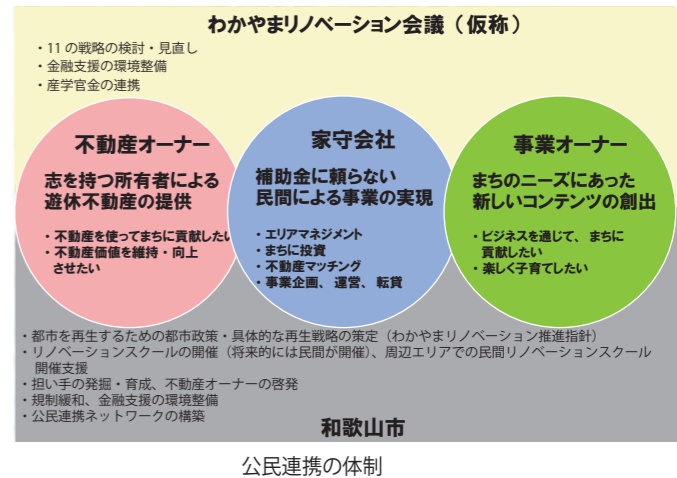 わかやまリノベーション会議（仮称）
・11 の戦略の検討・見直し
・金融支援の環境整備
・産学官金の連携
不動産オーナー
志を持つ所有者による
遊休不動産の提供
・不動産を使ってまちに貢献したい
・不動産価値を維持・向上
させたい
家守会社
補助金に頼らない
民間による事業の実現
・エリアマネジメント
・まちに投資
・不動産マッチング
・事業企画、運営、転貸
事業オーナー
まちのニーズにあった
新しいコンテンツの創出
・ビジネスを通じて、まちに
貢献したい
・楽しく子育てしたい
・都市を再生するための都市政策・具体的な再生戦略の策定（わかやまリノベーション推進指針）
・リノベーションスクールの開催（将来的には民間が開催）、周辺エリアでの民間リノベーションスクール
開催支援
・担い手の発掘・育成、不動産オーナーの啓発
・規制緩和、金融支援の環境整備
・公民連携ネットワークの構築
和歌山市
公民連携の体制